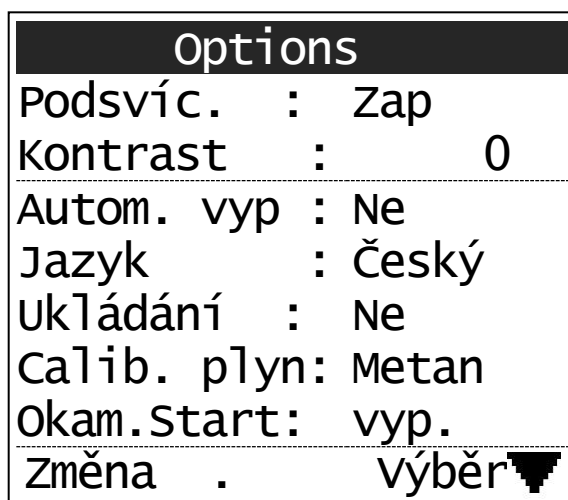 Options
Podsvíc. : Zap
Kontrast : 0
Autom. vyp : Ne
Jazyk : Český
Ukládání : Ne
Calib. plyn: Metan
Okam.Start: vyp.
Změna . Výběr